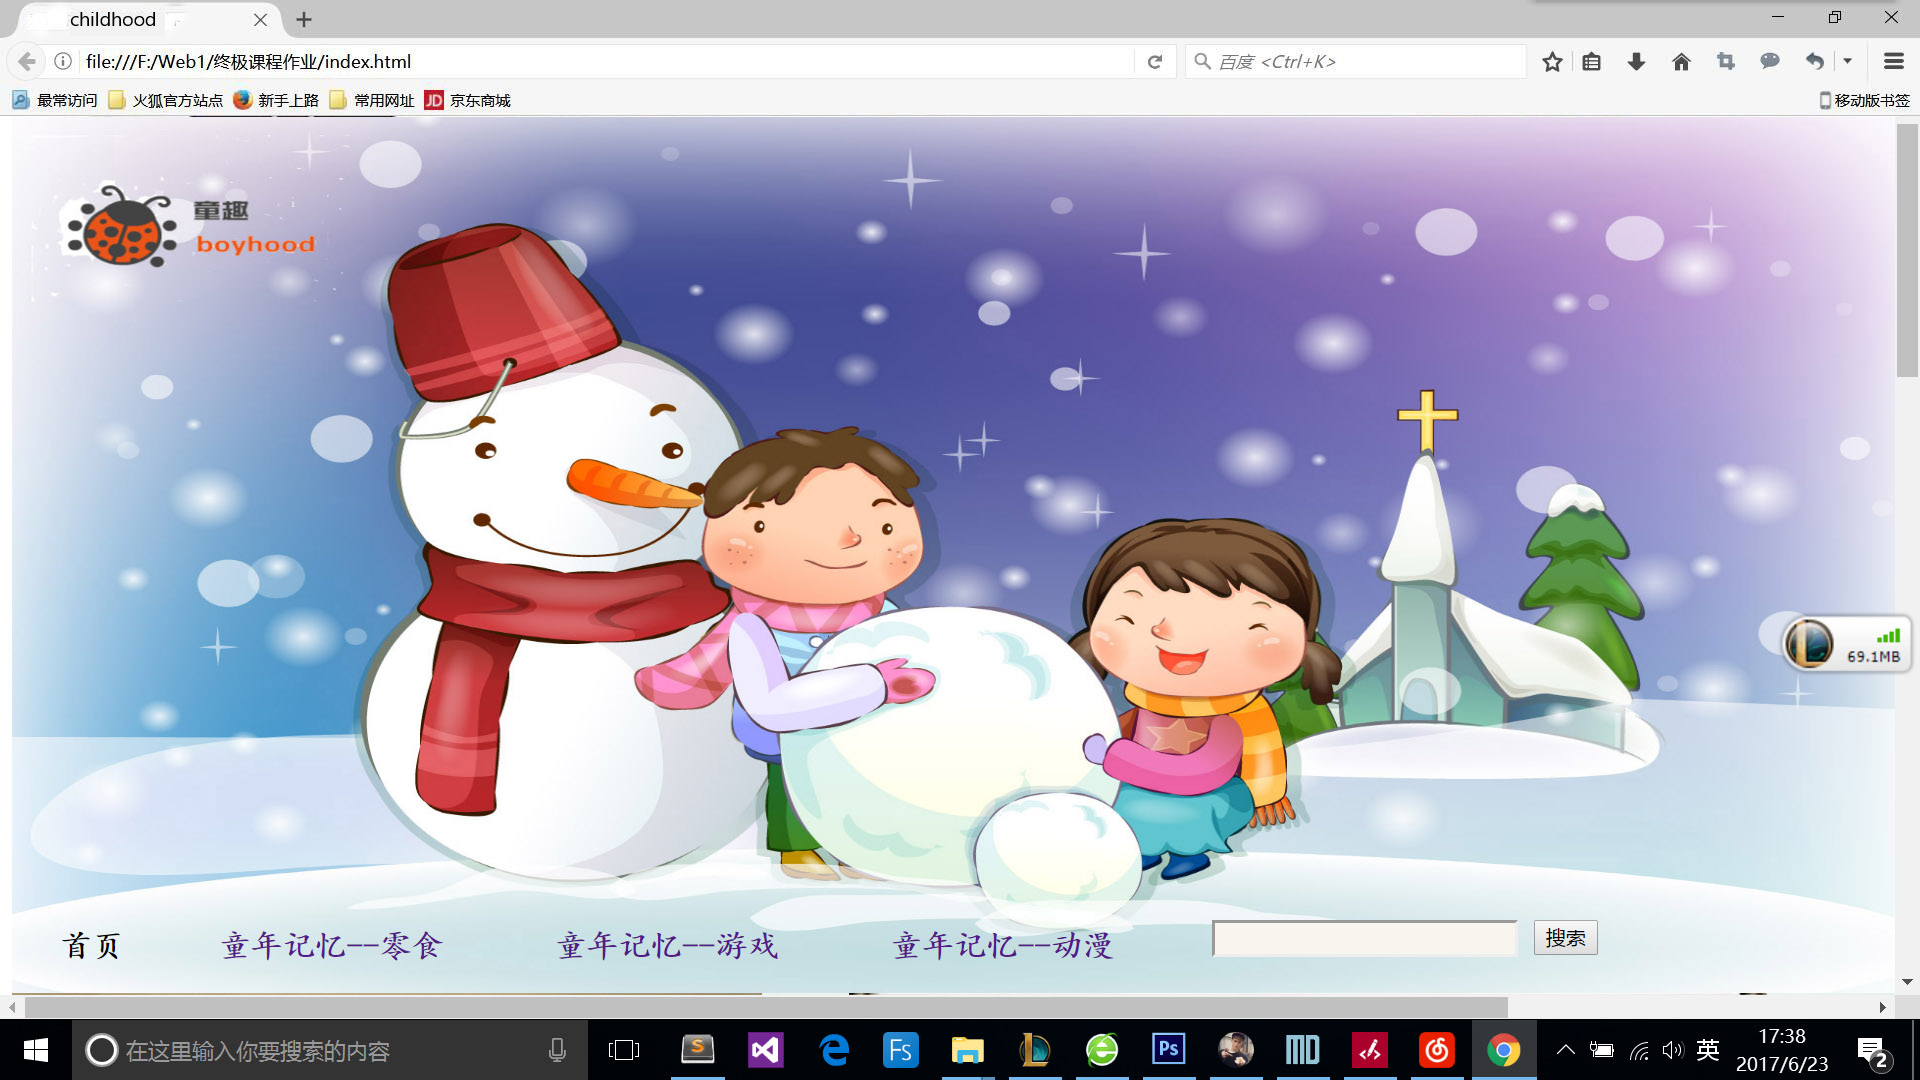 childhood
file:///F:/Web1/终极课程作业/index.html
百度 <Ctrl+K>
最常访问 火狐官方站点 新手上路 常用网址 JD 京东商城 移动版书签
童趣
boyhood
69.1MB
首页 童年记忆--零食 童年记忆--游戏 童年记忆--动漫 搜索
在这里输入你要搜索的内容 S Fs Ps MD 英 17:38
2017/6/23 2